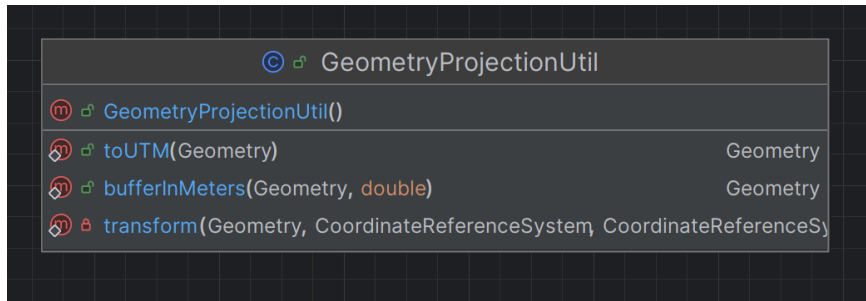 GeometryProjectionUtil
GeometryProjectionUtil()
toUTM(Geometry) Geometry
bufferInMeters(Geometry, double) Geometry
transform(Geometry, CoordinateReferenceSystem, CoordinateReferenceSy